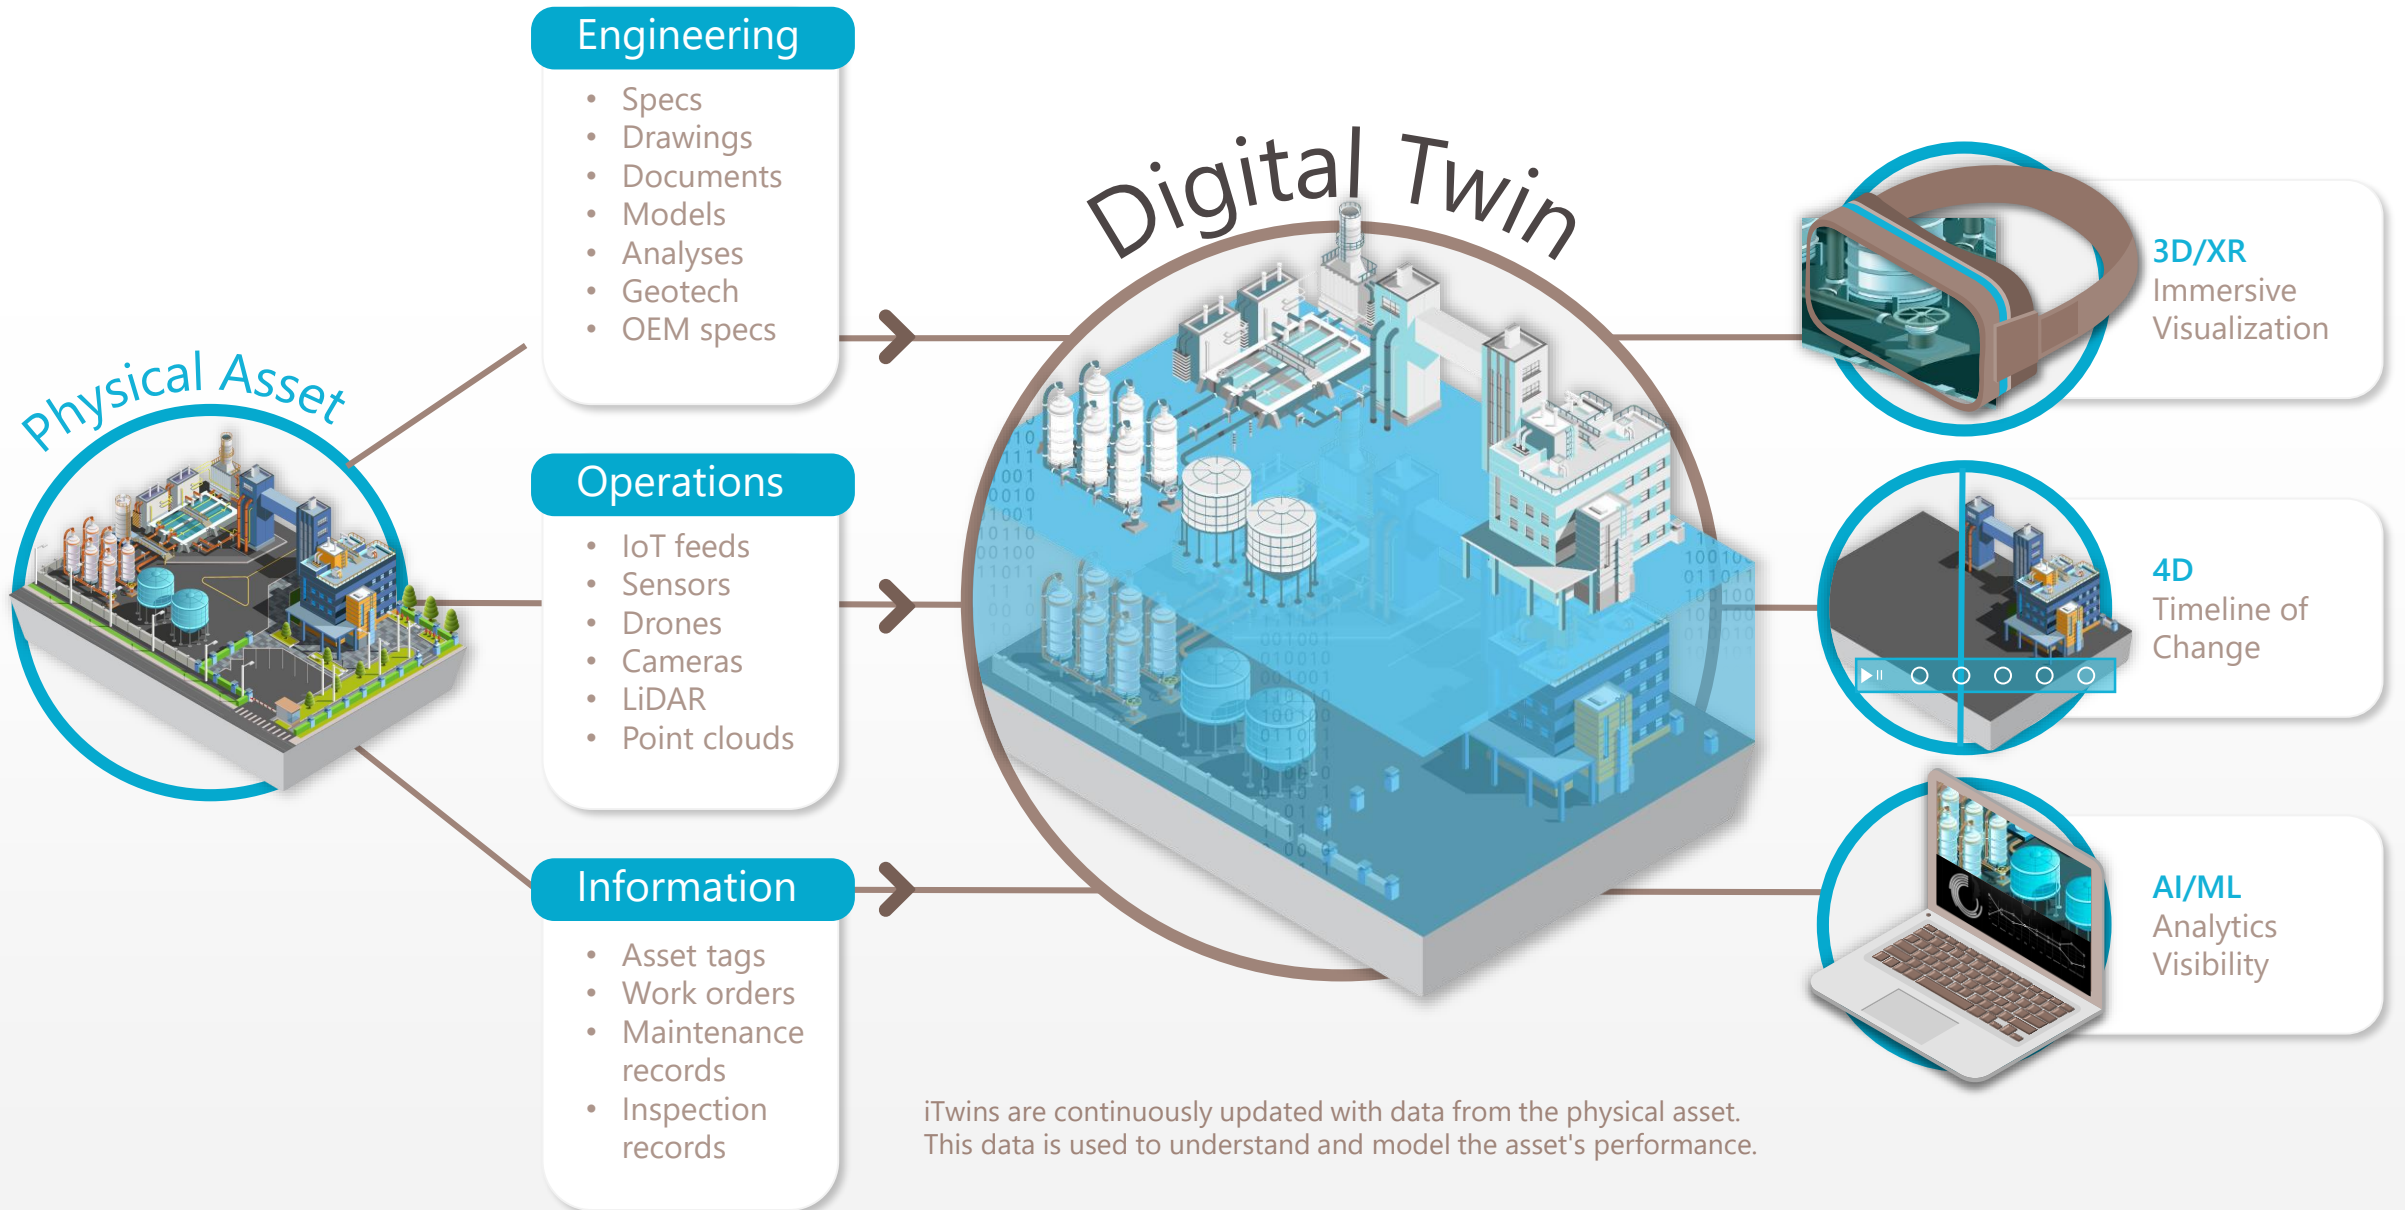 Physical Asset
Engineering
• Specs
• Drawings
• Documents
• Models
• Analyses
• Geotech
• OEM specs
Operations
• IoT feeds
• Sensors
• Drones
• Cameras
• LiDAR
• Point clouds
Information
• Asset tags
• Work orders
• Maintenance
records
• Inspection
records
Digital Twin
3D/XR
Immersive
Visualization
4D
Timeline of
Change
AI/ML
Analytics
Visibility
iTwins are continuously updated with data from the physical asset.
This data is used to understand and model the asset's performance.